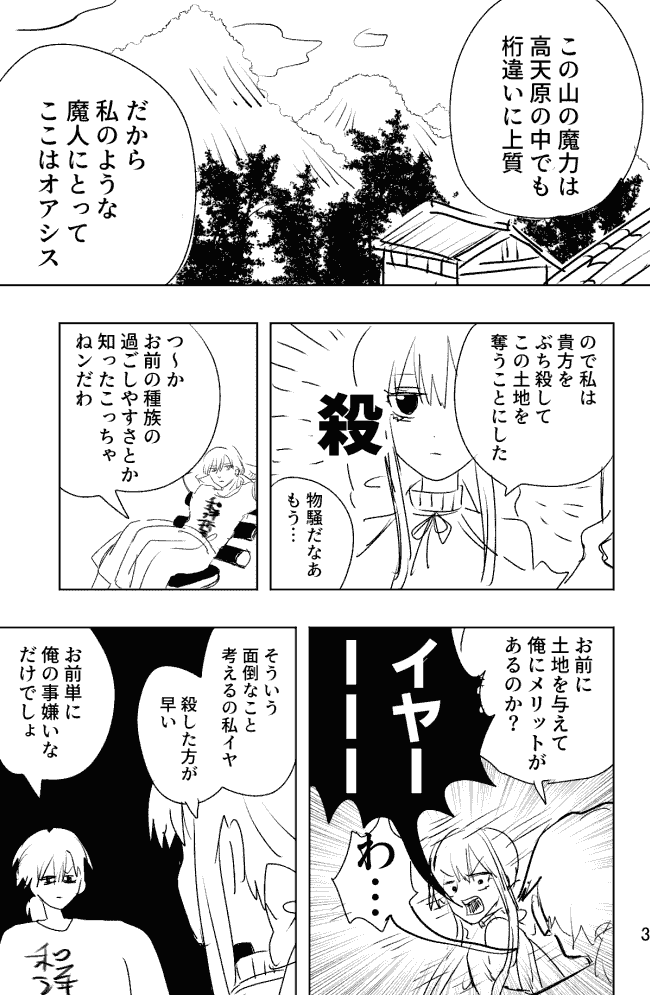 この山の魔力は
高天原の中でも
桁違いに上質
だから
私のような
魔人にとって
ここはオアシス
ので私は
貴方を
ぶち殺して
この土地を
奪うことにした
殺
物騒だなあ
もう…
つ～か
お前の種族の
過ごしやすさとか
知ったこっちゃ
ねンだわ
お前に
土地を与えて
俺にメリットが
あるのか？
イヤーーーー
わ…
そういう
面倒なこと
考えるの私イヤ
殺した方が
早い
お前単に
俺の事嫌いな
だけでしょ
3